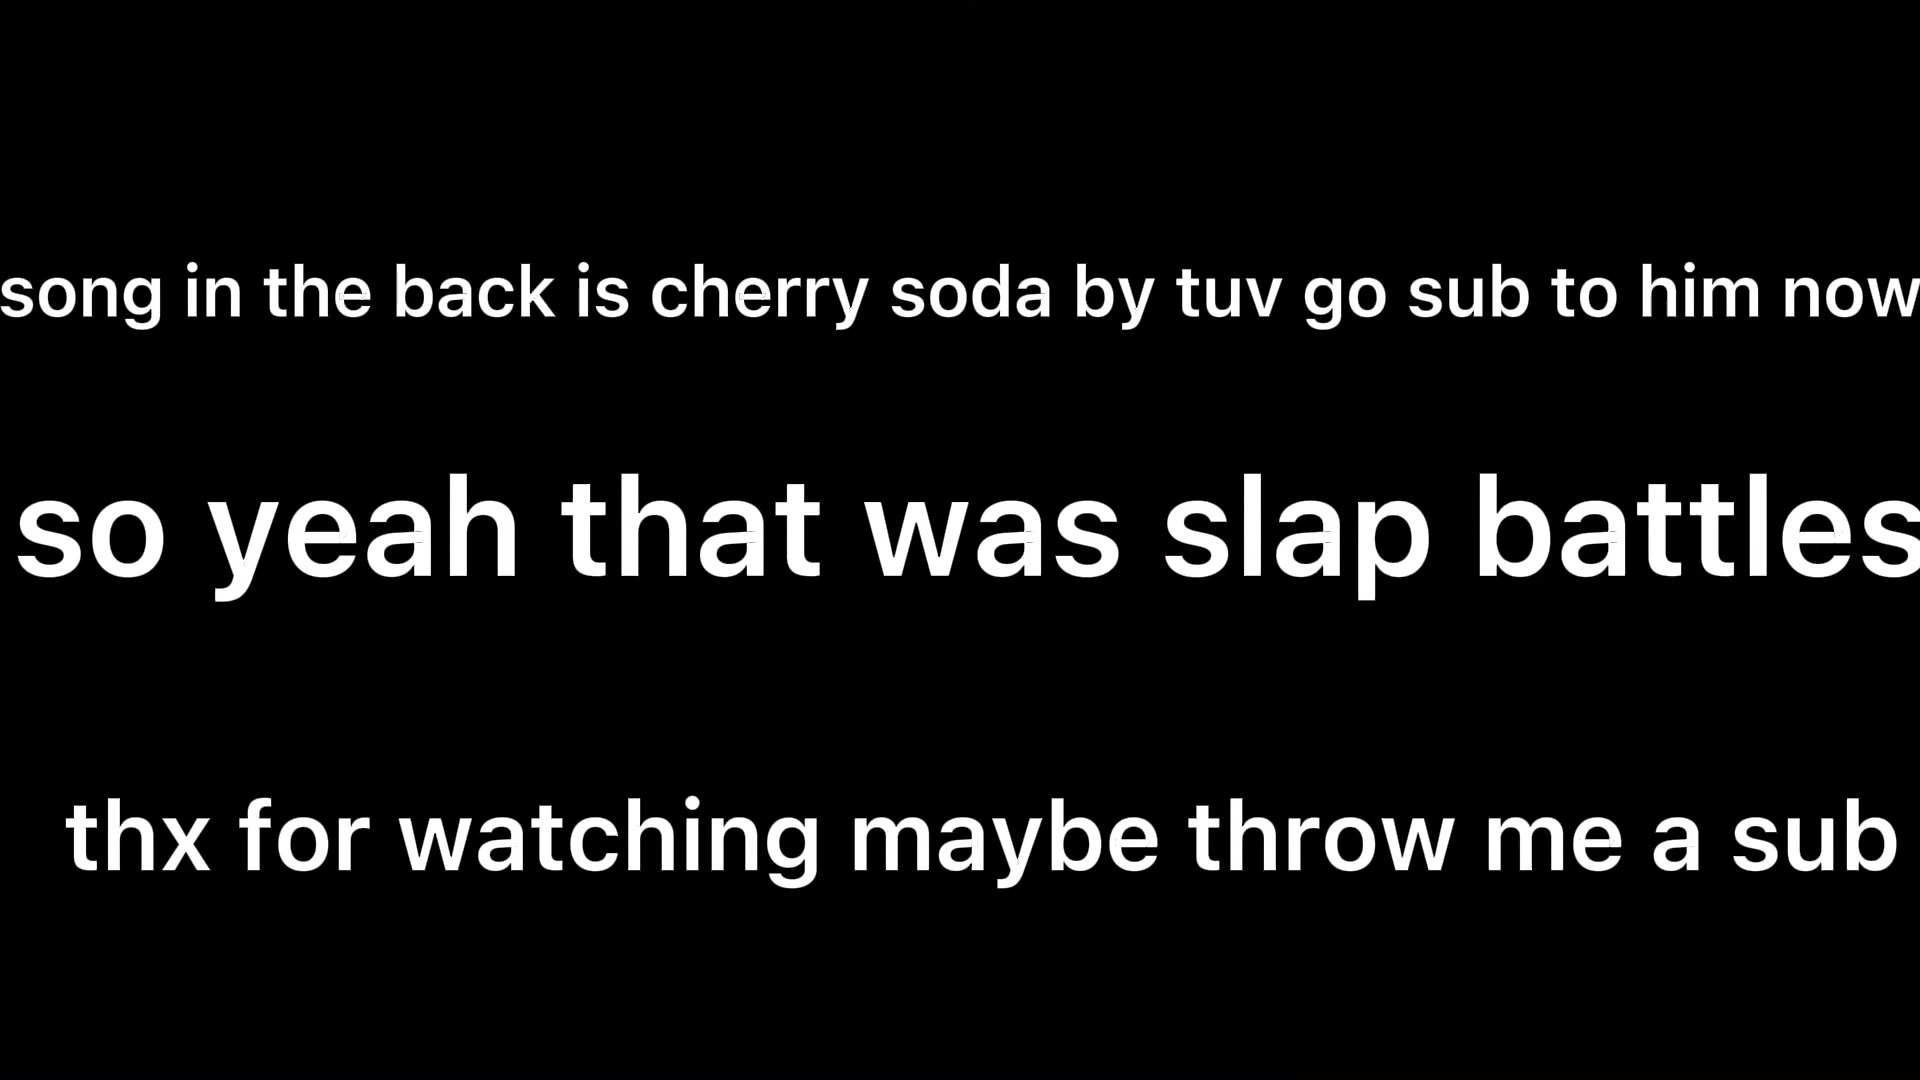 song in the back is cherry soda by tuv go sub to him now
so yeah that was slap battles
thx for watching maybe throw me a sub